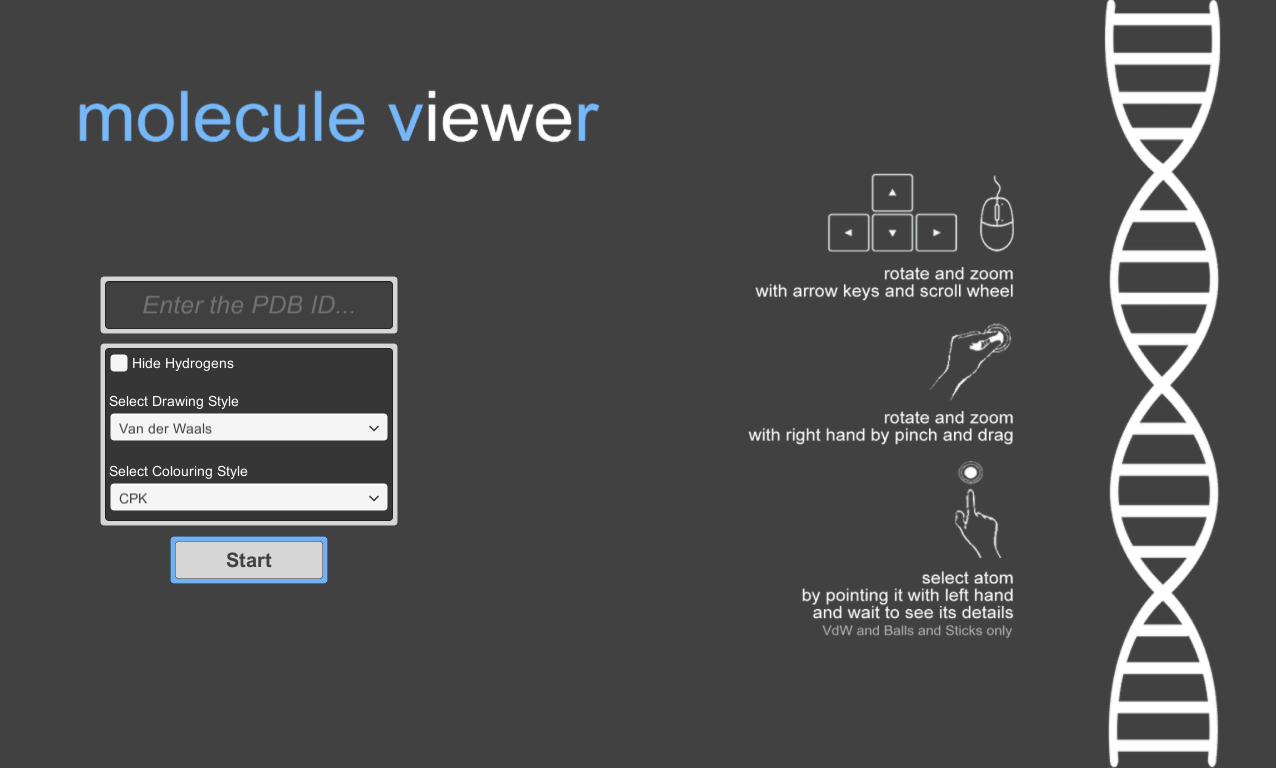 molecule viewer
Enter the PDB ID...
Hide Hydrogens
Select Drawing Style
Van der Waals
Select Colouring Style
CPK
Start
rotate and zoom
with arrow keys and scroll wheel
rotate and zoom
with right hand by pinch and drag
select atom
by pointing it with left hand
and wait to see its details
VdW and Balls and Sticks only